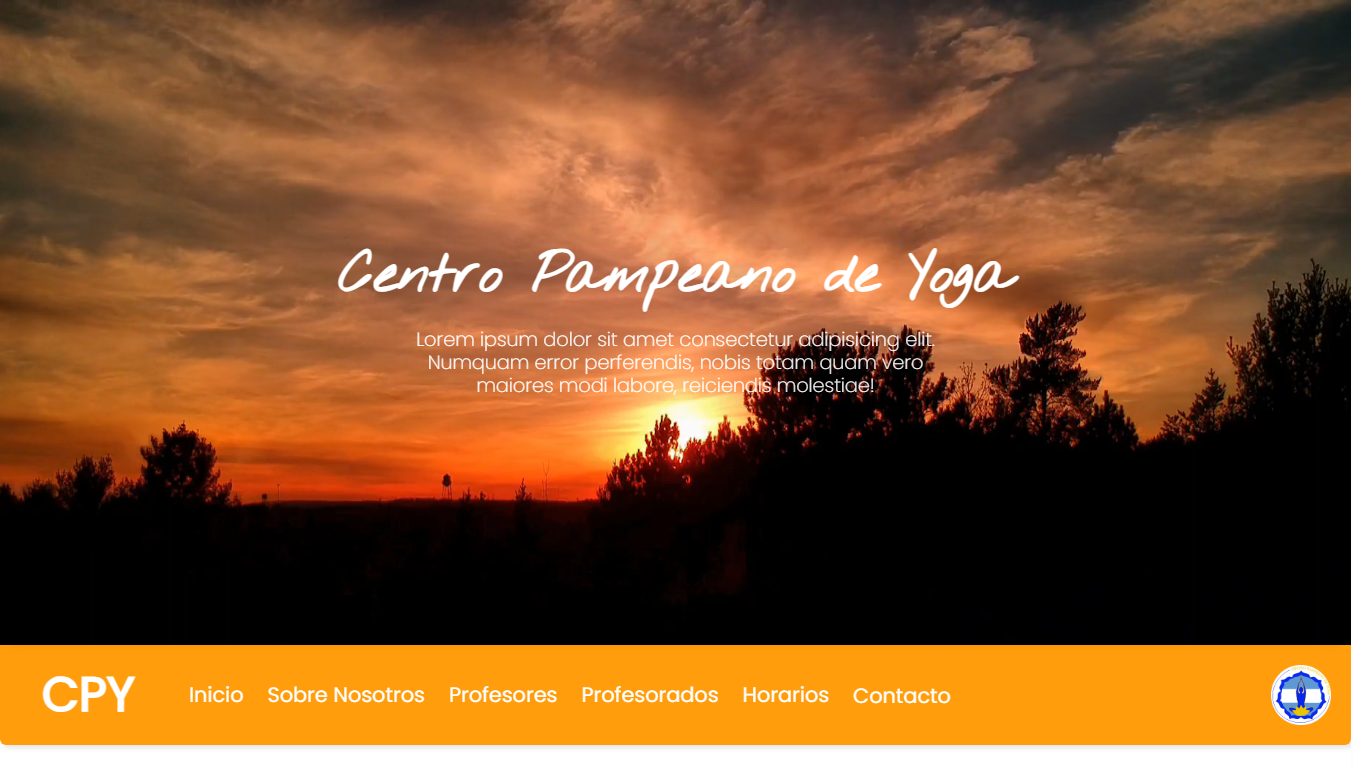 Centro Pampeano de Yoga
Lorem ipsum dolor sit amet consectetur adipisicing elit.
Numquam error perferendis, nobis totam quam vero
maiores modi labore, reiciendis molestiae!
CPY Inicio Sobre Nosotros Profesores Profesorados Horarios Contacto